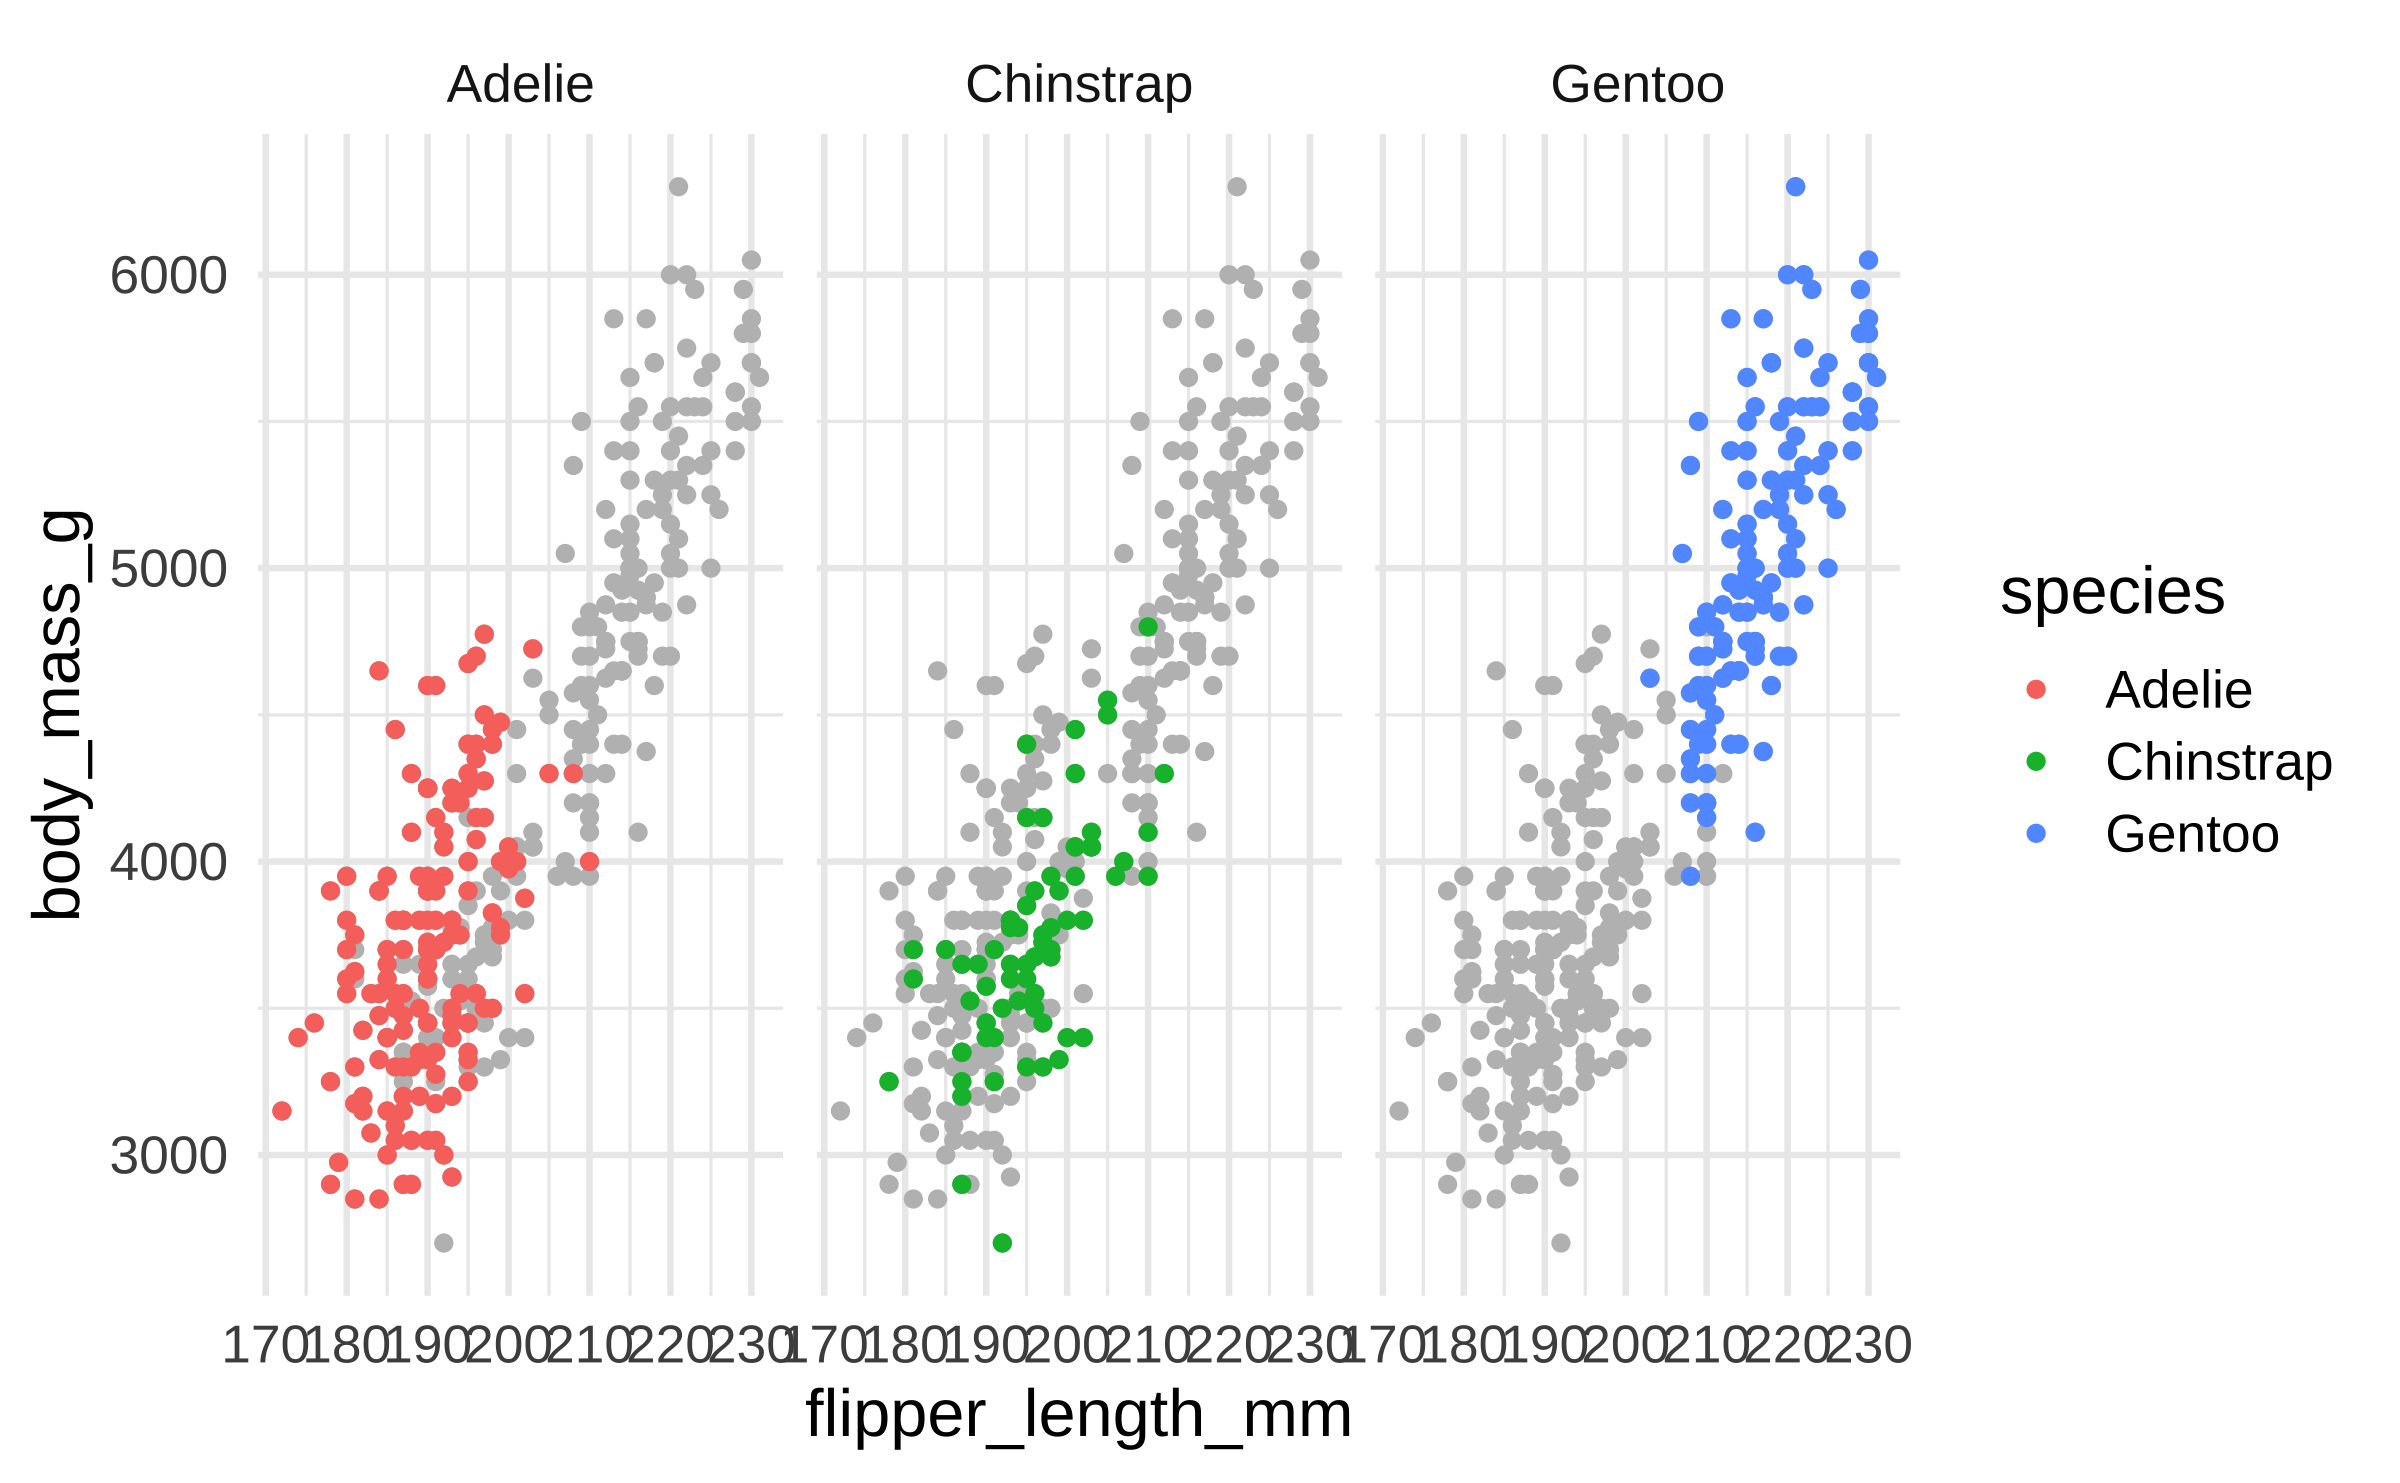 Adelie Chinstrap Gentoo
6000
5000
4000
3000
body_mass_g
170 180 190 200 210 220 230 170 180 190 200 210 220 230 170 180 190 200 210 220 230
flipper_length_mm
species
Adelie
Chinstrap
Gentoo